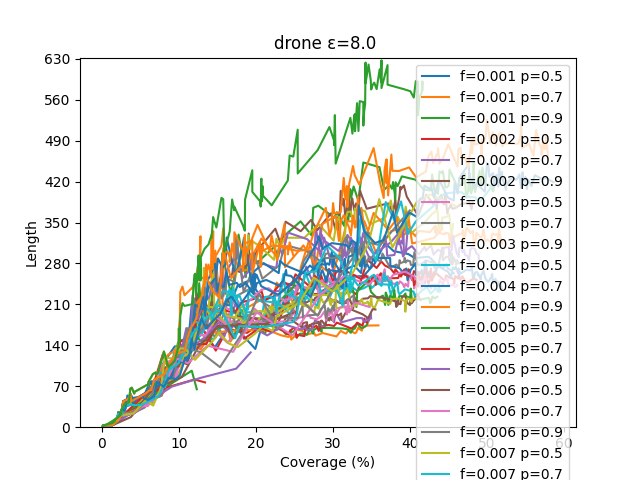 drone ε=8.0
Length
630
560
490
420
350
280
210
140
70
0
0 10 20 30 40 50 60
Coverage (%)
f=0.001 p=0.5
f=0.001 p=0.7
f=0.001 p=0.9
f=0.002 p=0.5
f=0.002 p=0.7
f=0.002 p=0.9
f=0.003 p=0.5
f=0.003 p=0.7
f=0.003 p=0.9
f=0.004 p=0.5
f=0.004 p=0.7
f=0.004 p=0.9
f=0.005 p=0.5
f=0.005 p=0.7
f=0.005 p=0.9
f=0.006 p=0.5
f=0.006 p=0.7
f=0.006 p=0.9
f=0.007 p=0.5
f=0.007 p=0.7